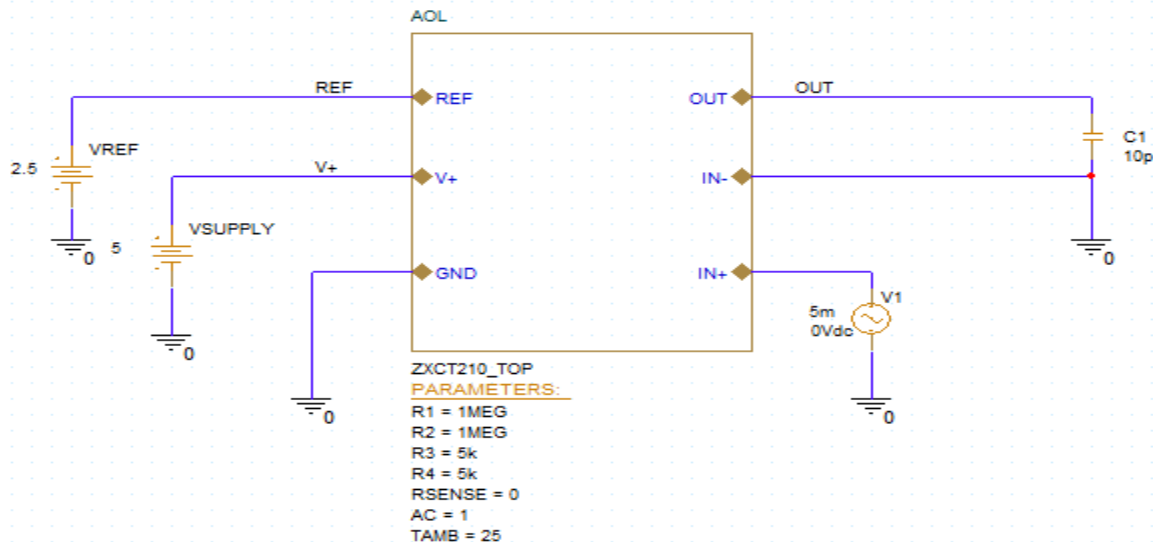 AOL
REF
REF
OUT
OUT
VREF
2.5
C1
10p
V+
V+
IN-
VSUPPLY
5
0
0
0
GND
IN+
V1
5m
0Vdc
0
ZXCT210_TOP
PARAMETERS:
R1 = 1MEG
R2 = 1MEG
R3 = 5k
R4 = 5k
RSENSE = 0
AC = 1
TAMB = 25
0
0